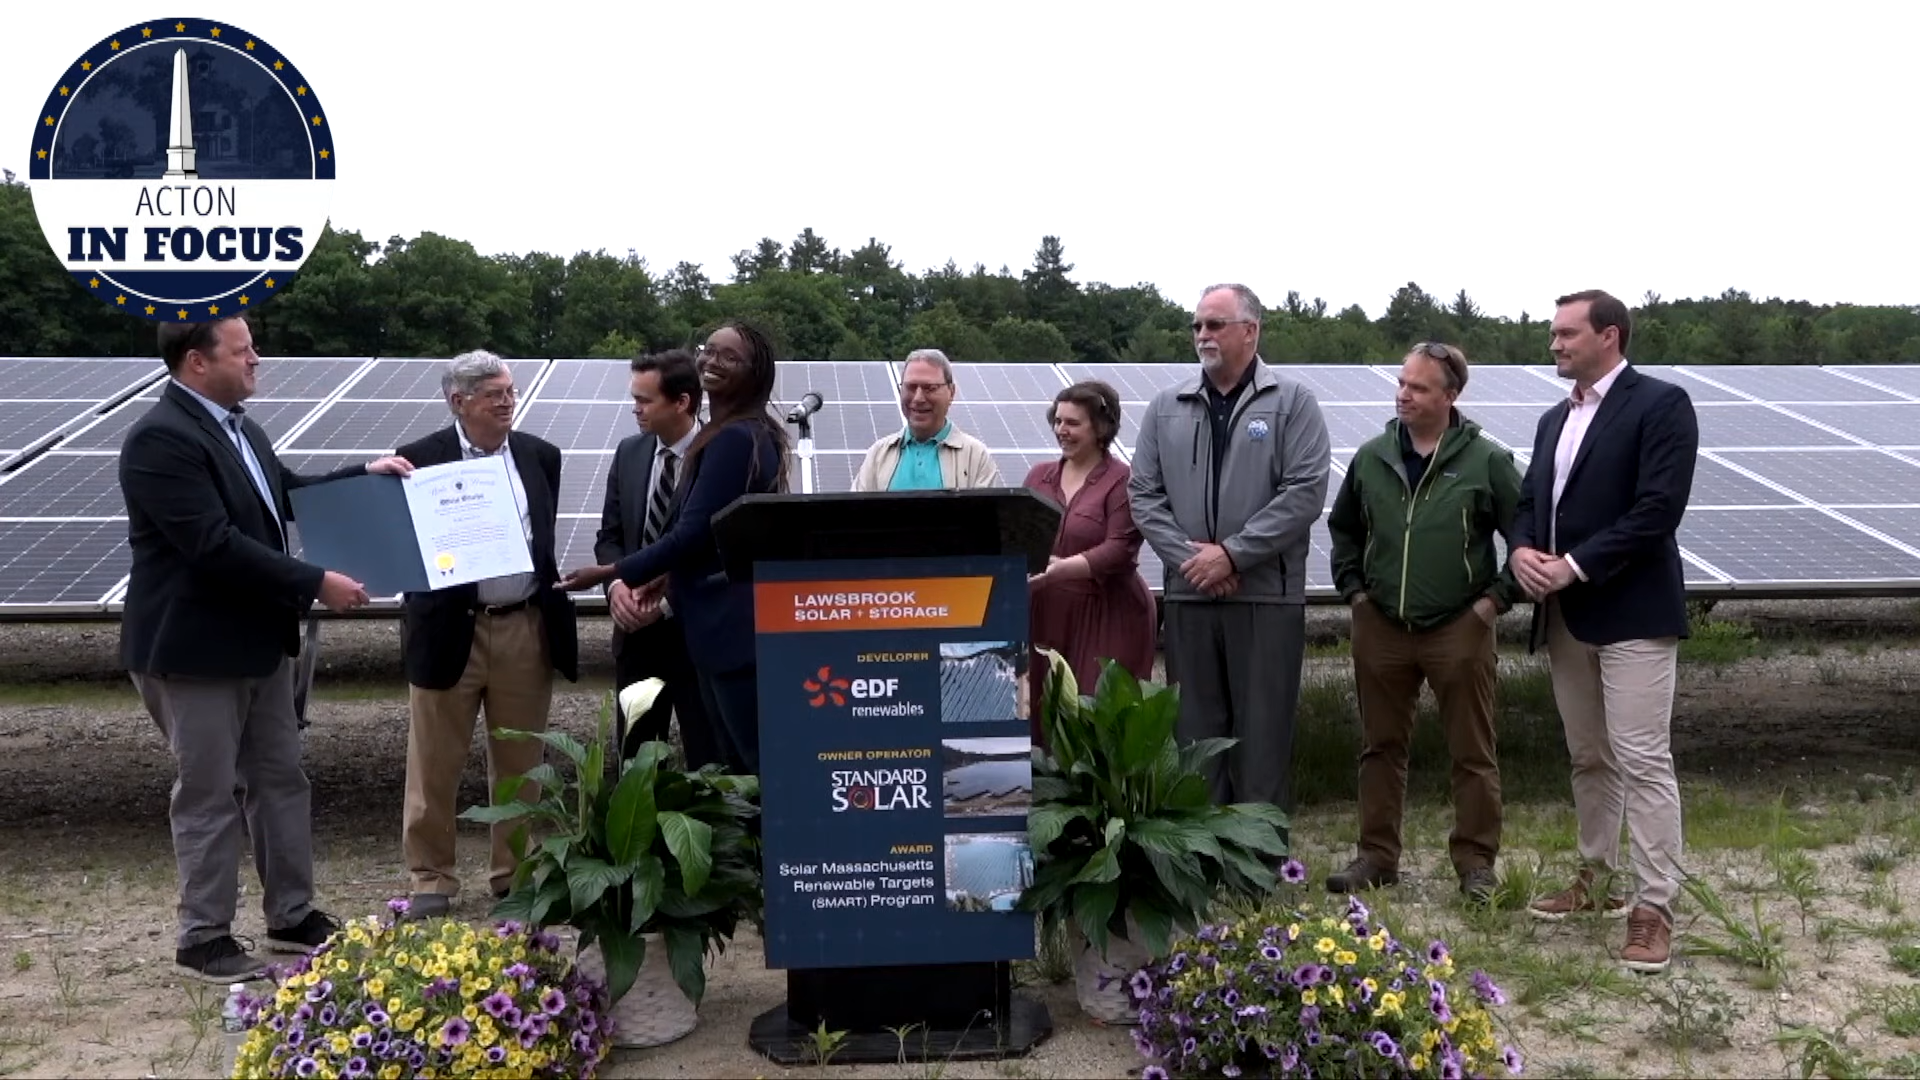 ACTON
IN FOCUS
LAWSBROOK
SOLAR + STORAGE
DEVELOPER
eDF
renewables
OWNER OPERATOR
STANDARD
SOLAR
AWARD
Solar Massachusetts
Renewable Targets
(SMART) Program